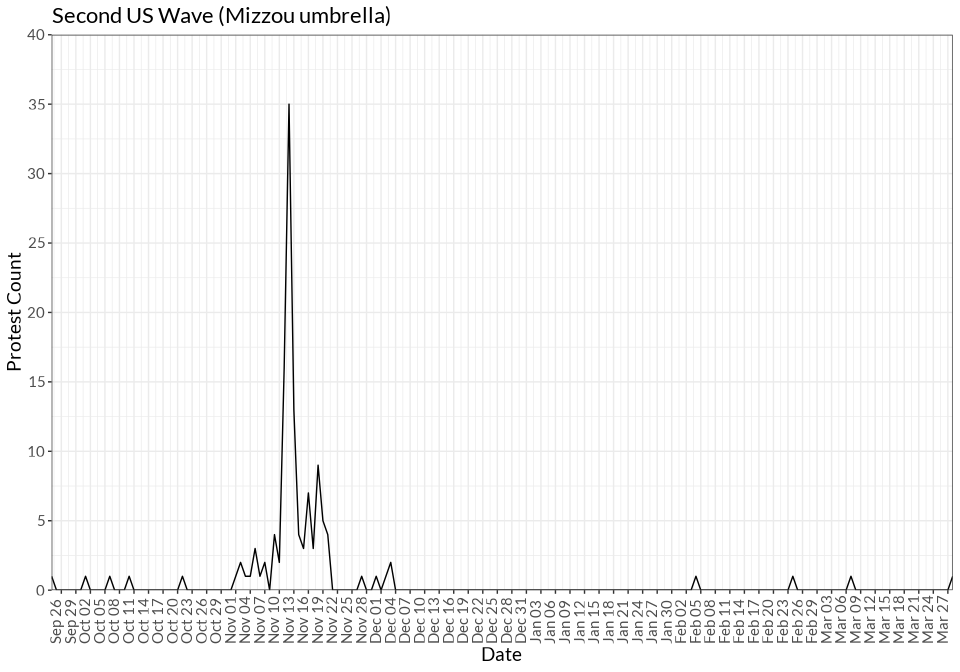 Second US Wave (Mizzou umbrella)
40
35
30
25
20
15
10
5
0
Protest Count
Sep 26
Sep 29
Oct 02
Oct 05
Oct 08
Oct 11
Oct 14
Oct 17
Oct 20
Oct 23
Oct 26
Oct 29
Nov 01
Nov 04
Nov 07
Nov 10
Nov 13
Nov 16
Nov 19
Nov 22
Nov 25
Nov 28
Dec 01
Dec 04
Dec 07
Dec 10
Dec 13
Dec 16
Dec 19
Dec 22
Dec 25
Dec 28
Dec 31
Jan 03
Jan 06
Jan 09
Jan 12
Jan 15
Jan 18
Jan 21
Jan 24
Jan 27
Jan 30
Feb 02
Feb 05
Feb 08
Feb 11
Feb 14
Feb 17
Feb 20
Feb 23
Feb 26
Feb 29
Mar 03
Mar 06
Mar 09
Mar 12
Mar 15
Mar 18
Mar 21
Mar 24
Mar 27
Date